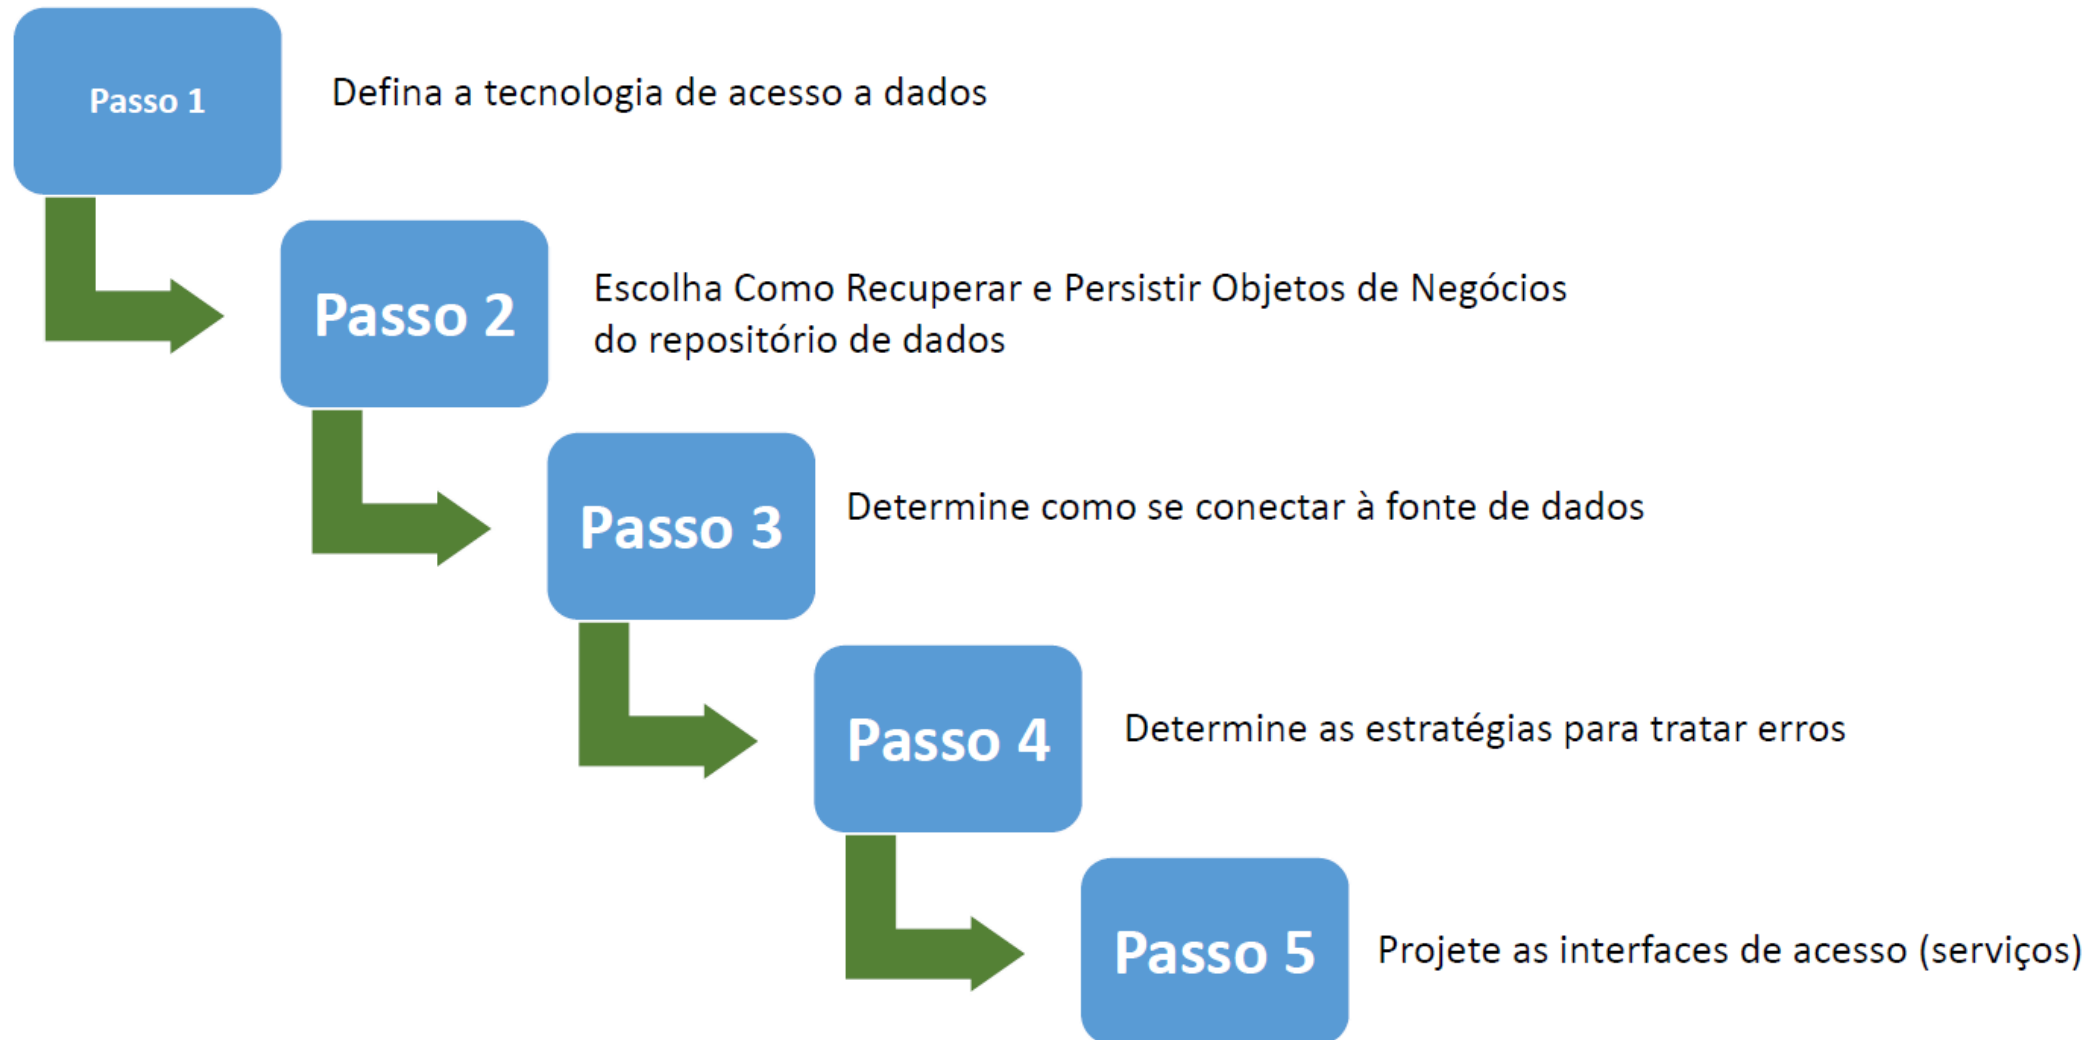 Passo 1
Defina a tecnologia de acesso a dados
Passo 2
Escolha Como Recuperar e Persistir Objetos de Negócios
do repositório de dados
Passo 3
Determine como se conectar à fonte de dados
Passo 4
Determine as estratégias para tratar erros
Passo 5
Projete as interfaces de acesso (serviços)